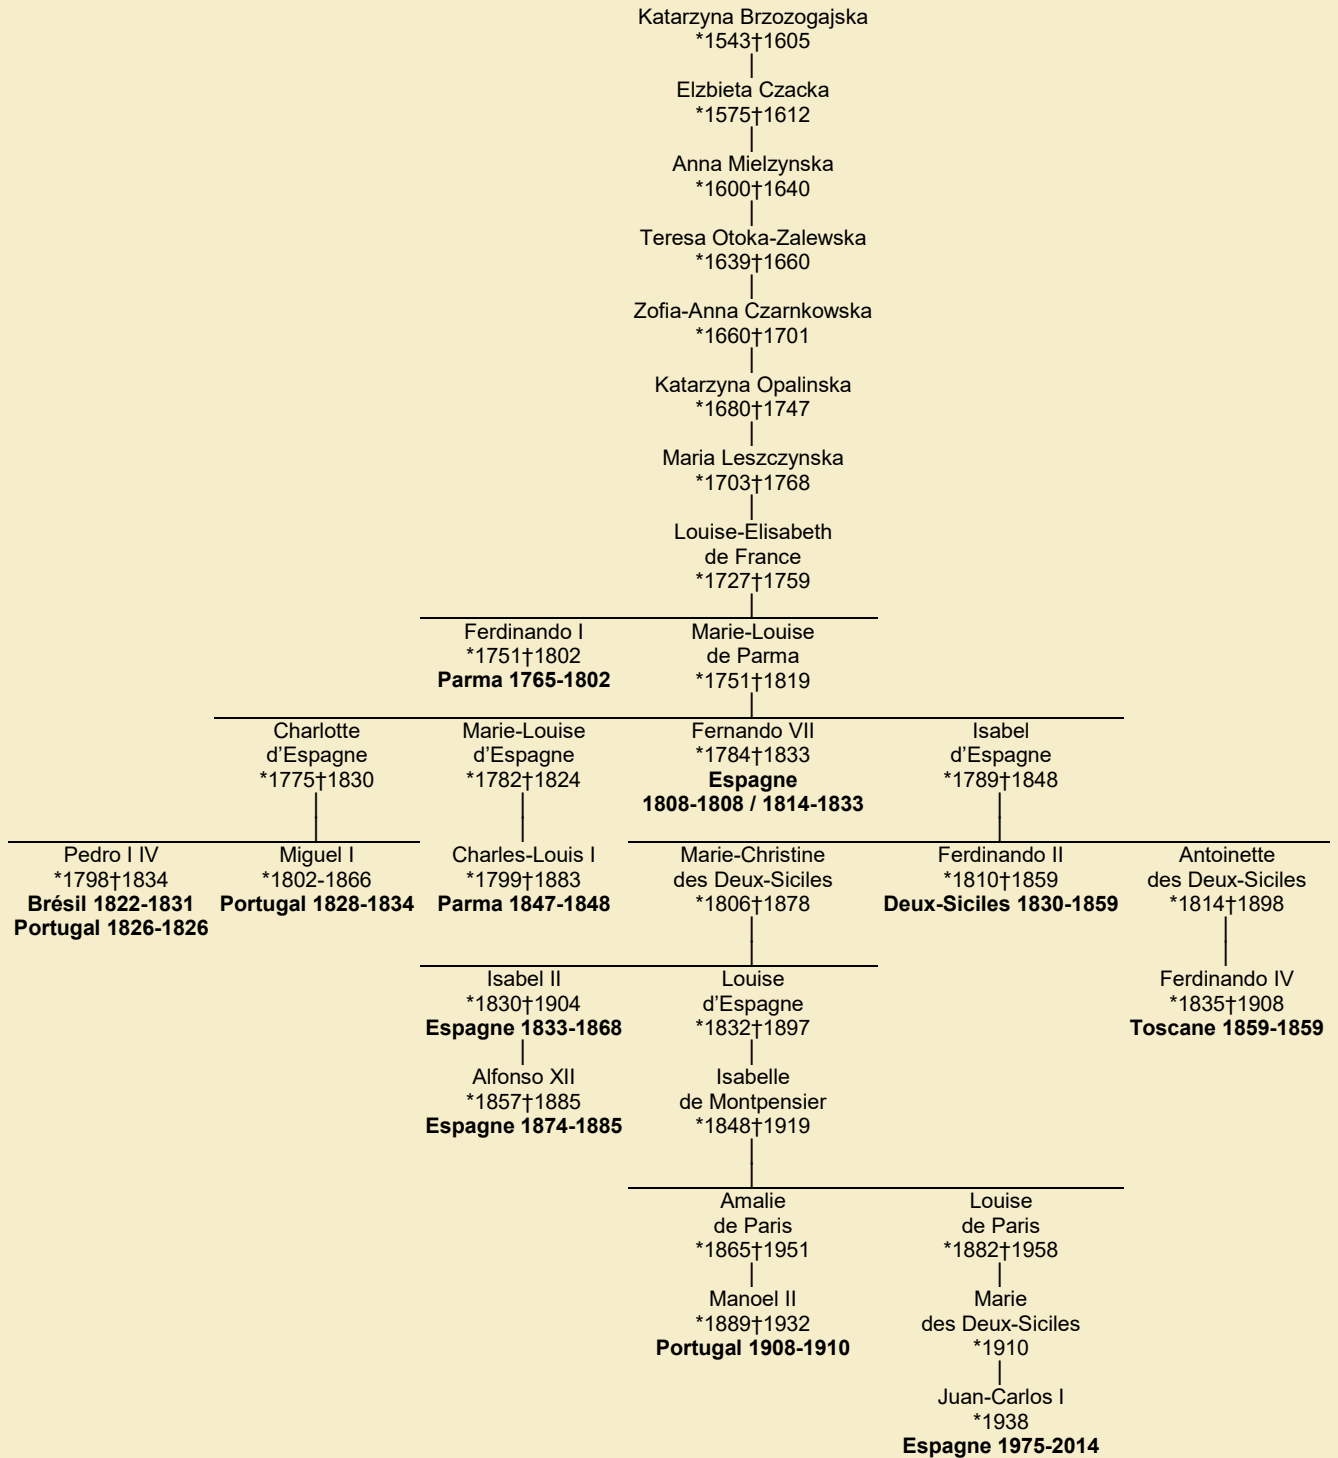 Katarzyna Brzozogajska
*1543†1605
Elzbieta Czacka
*1575†1612
Anna Mielzynska
*1600†1640
Teresa Otoka-Zalewska
*1639†1660
Zofia-Anna Czarnkowska
*1660†1701
Katarzyna Opalinska
*1680†1747
Maria Leszczynska
*1703†1768
Louise-Elisabeth
de France
*1727†1759
Ferdinando I
*1751†1802
Parma 1765-1802
Marie-Louise
de Parma
*1751†1819
Charlotte
d'Espagne
*1775†1830
Marie-Louise
d'Espagne
*1782†1824
Fernando VII
*1784†1833
Espagne
1808-1808 / 1814-1833
Isabel
d'Espagne
*1789†1848
Pedro I IV
*1798†1834
Brésil 1822-1831
Portugal 1826-1826
Miguel I
*1802-1866
Portugal 1828-1834
Charles-Louis I
*1799†1883
Parma 1847-1848
Marie-Christine
des Deux-Siciles
*1806†1878
Ferdinando II
*1810†1859
Deux-Siciles 1830-1859
Antoinette
des Deux-Siciles
*1814†1898
Isabel II
*1830†1904
Espagne 1833-1868
Louise
d'Espagne
*1832†1897
Ferdinando IV
*1835†1908
Toscane 1859-1859
Alfonso XII
*1857†1885
Espagne 1874-1885
Isabelle
de Montpensier
*1848†1919
Amalie
de Paris
*1865†1951
Louise
de Paris
*1882†1958
Manoel II
*1889†1932
Portugal 1908-1910
Marie
des Deux-Siciles
*1910
Juan-Carlos I
*1938
Espagne 1975-2014